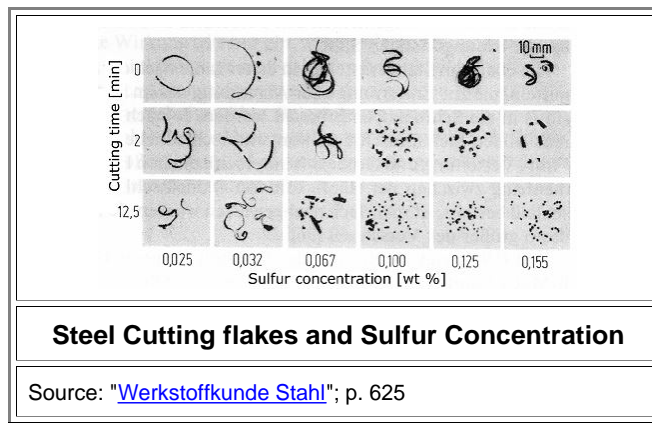 10 mm
Cutting time [min]
0
2
12,5
0,025 0,032 0,067 0,100 0,125 0,155
Sulfur concentration [wt %]
Steel Cutting flakes and Sulfur Concentration
Source: "Werkstoffkunde Stahl"; p. 625